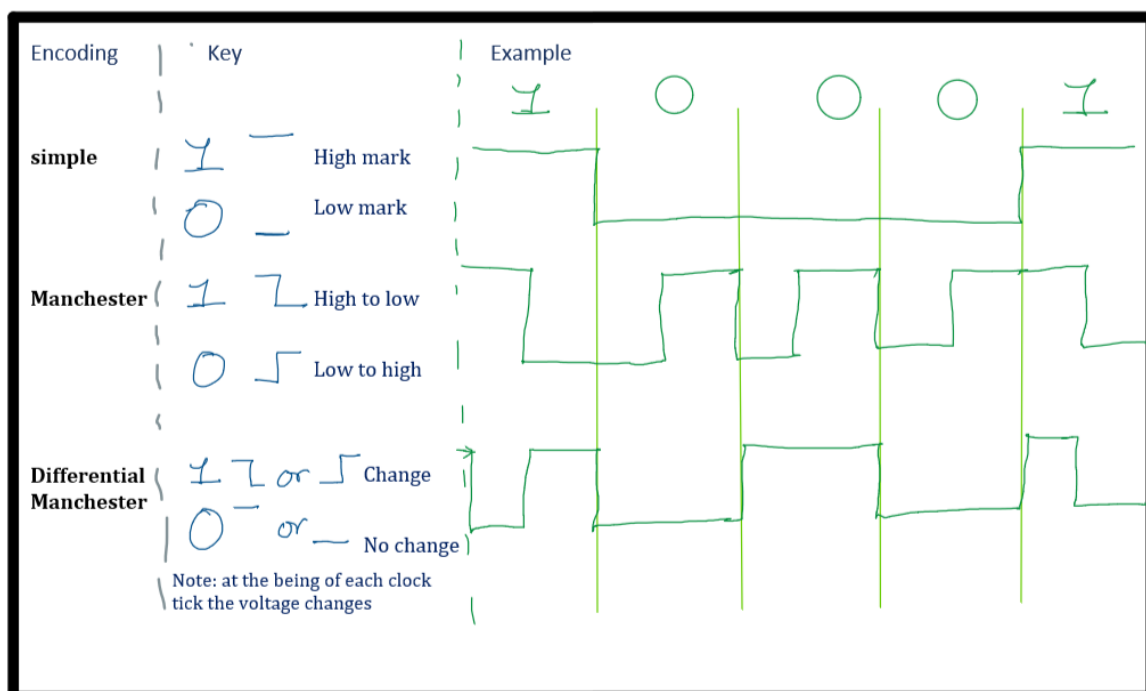 Encoding Key Example
1 0 0 0 1
simple 1 High mark
0 Low mark
Manchester 1 High to low
0 Low to high
Differential 1 or Change
Manchester
0 or No change
Note: at the being of each clock
tick the voltage changes